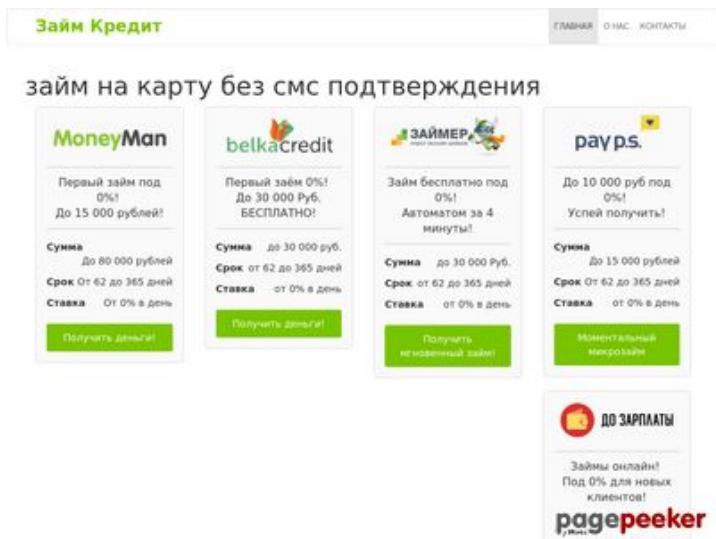 Займ Кредит
ГЛАВНАЯ О НАС. КОНТАКТЫ
займ на карту без смс подтверждения
MoneyMan
Первый займ под
0%!
До 15 000 рублей!
Сумма
До 80 000 рублей
Срок От 62 до 365 дней
Ставка От 0% в день
Получить деньги!
belkacredit
Первый заём 0%!
До 30 000 Руб.
БЕСПЛАТНО!
Сумма до 30 000 руб.
Срок от 62 до 365 дней
Ставка от 0% в день
Получить деньги!
ЗАЙМЕР
Займ бесплатно под
0%!
Автоматом за 4
минуты!
Сумма до 30 000 Руб.
Срок от 62 до 365 дней
Ставка от 0% в день
Получить
мгновенный займ!
pay p.s.
До 10 000 руб под
0%!
Успей получить!
Сумма
До 15 000 рублей
Срок От 62 до 365 дней
Ставка от 0% в день
Моментальный
микрозайм
ДО ЗАРПЛАТЫ
Займы онлайн!
Под 0% для новых
клиентов!
pagepeeker